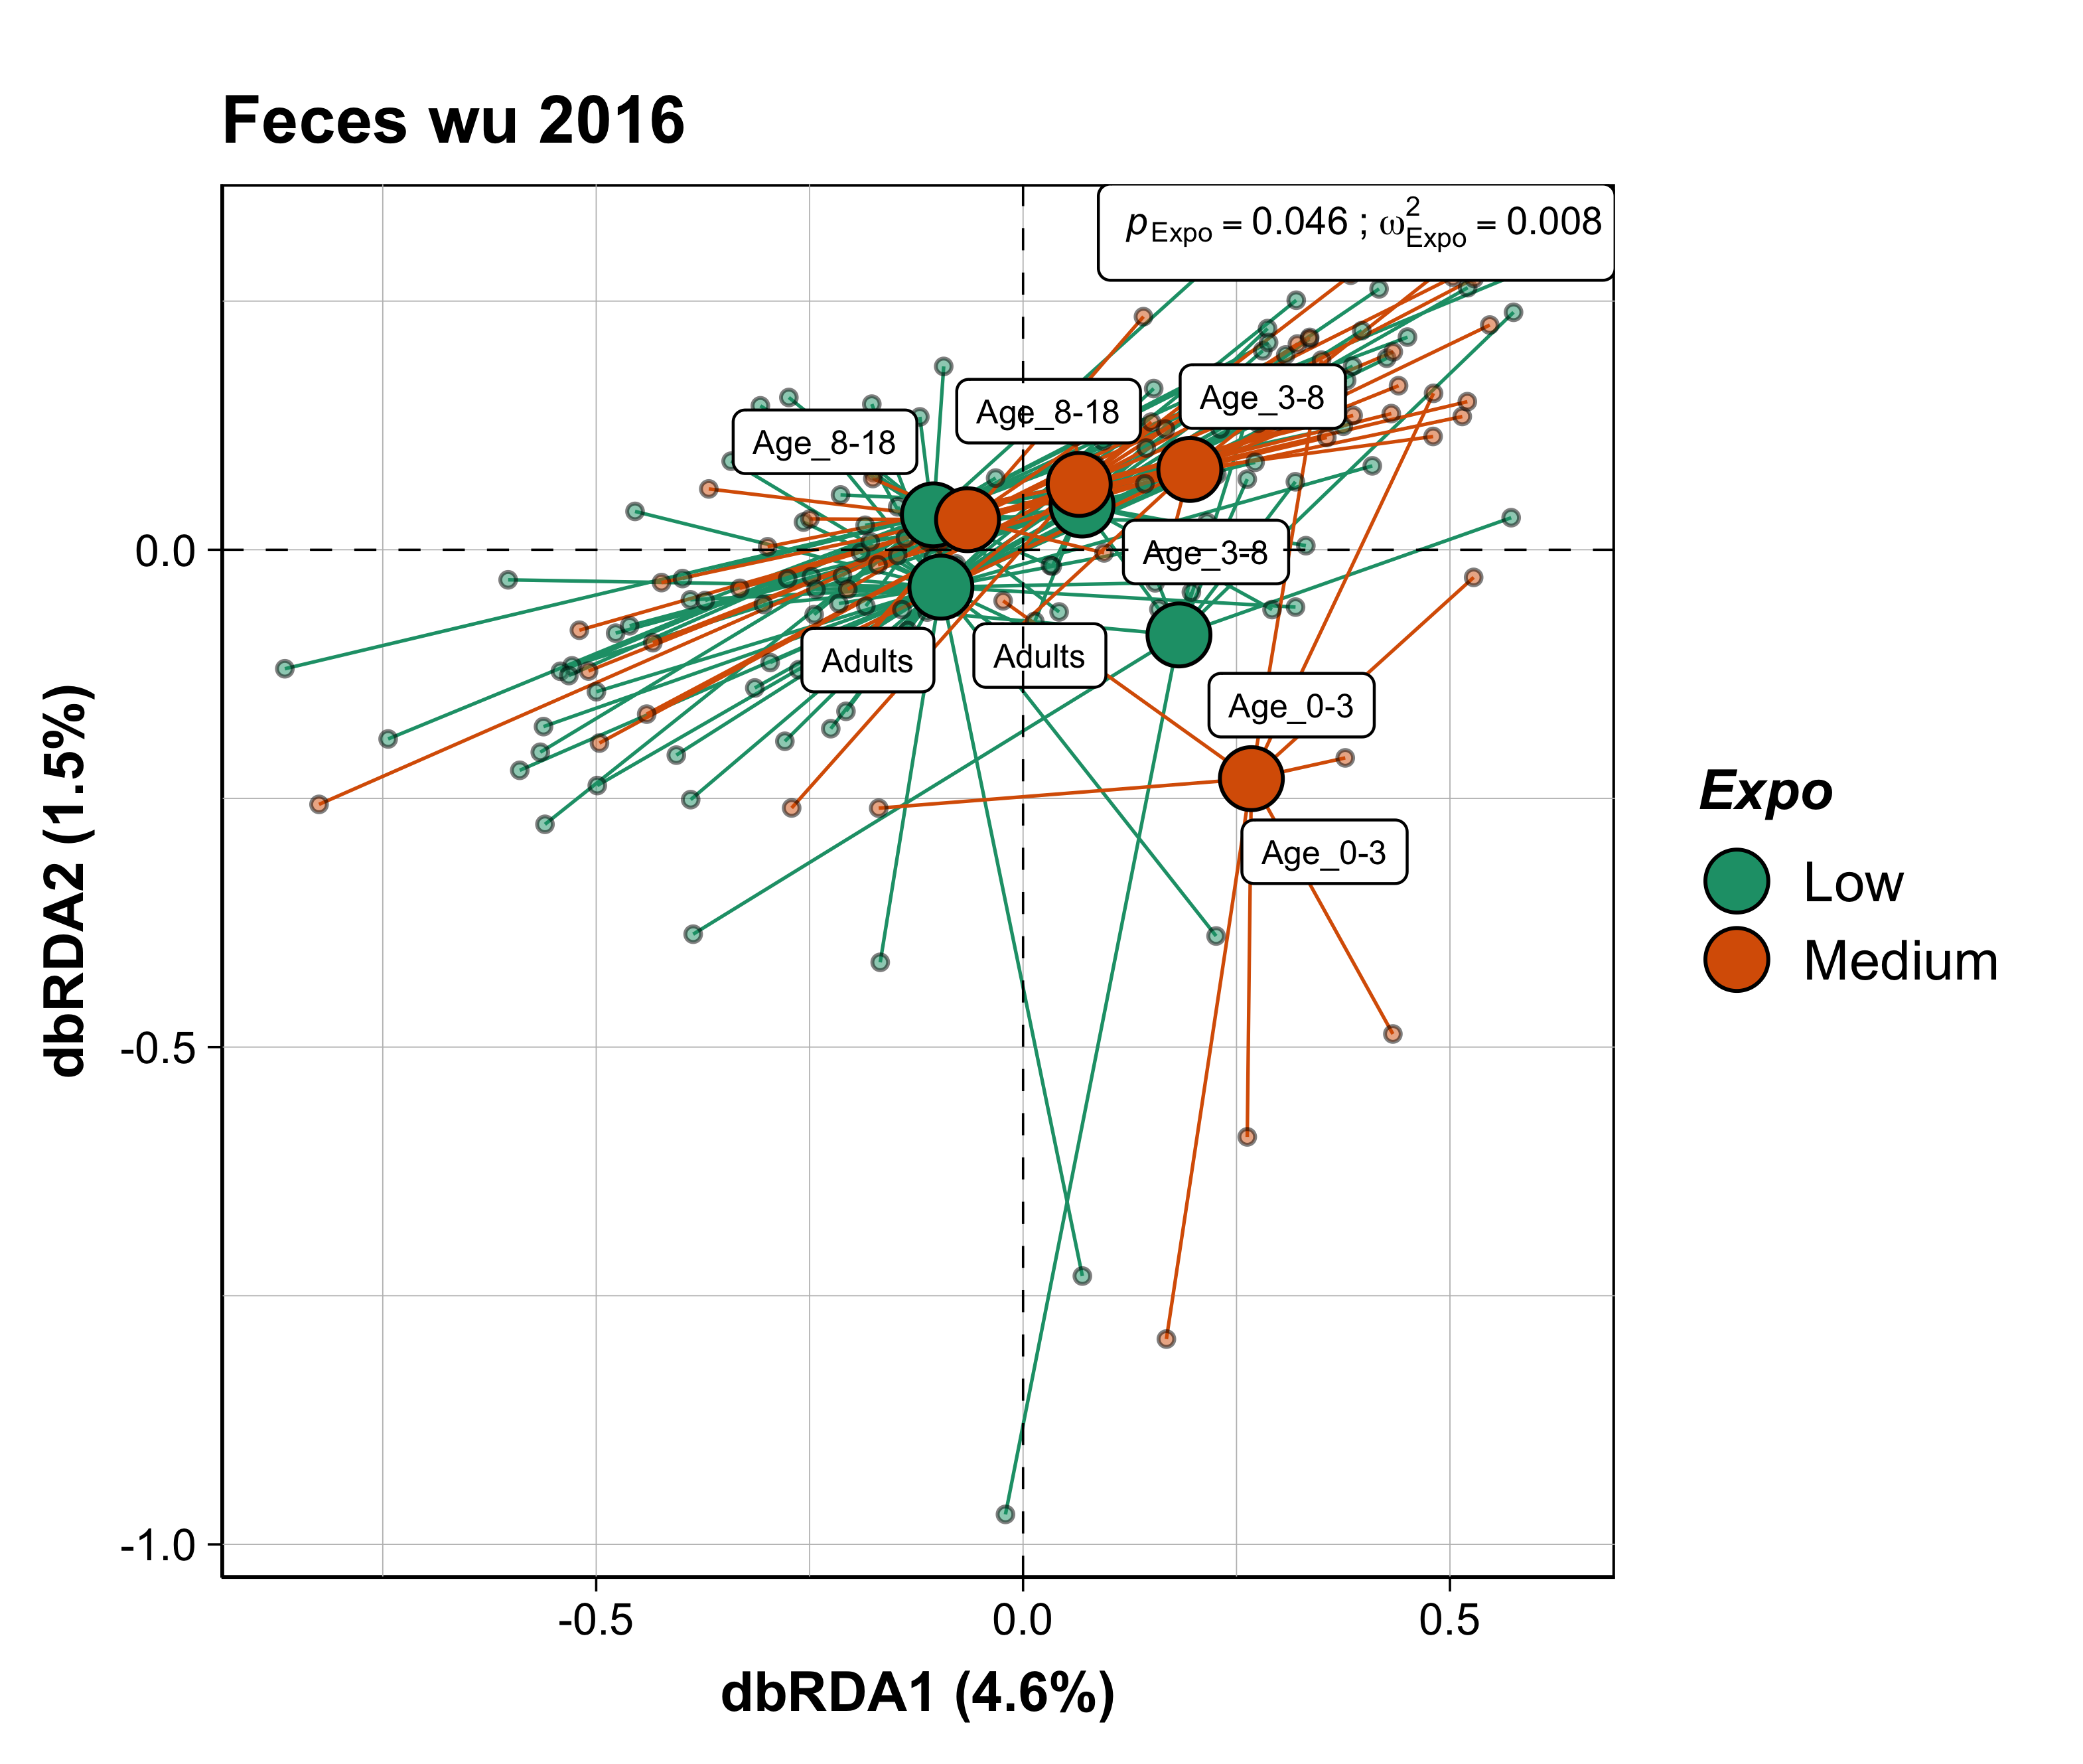 Feces wu 2016
p Expo = 0.046 ; ω²Expo = 0.008
Age_8-18
Age_3-8
Age_8-18
Age_3-8
Adults
Adults
Age_0-3
Age_0-3
0.0
-0.5
-1.0
-0.5
0.0
0.5
dbRDA1 (4.6%)
dbRDA2 (1.5%)
Expo
Low
Medium